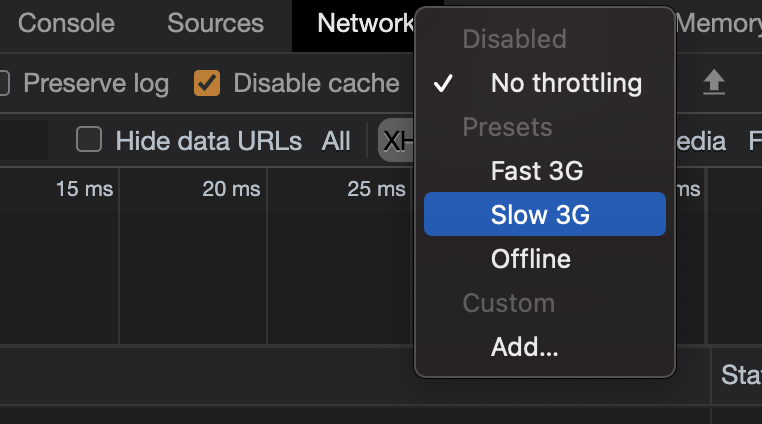 Console Sources Network Memory
Disabled
No throttling
Preserve log Disable cache
Presets
Hide data URLs All XH edia F
Fast 3G
15 ms 20 ms 25 ms ms
Slow 3G
Offline
Custom
Add...
Sta